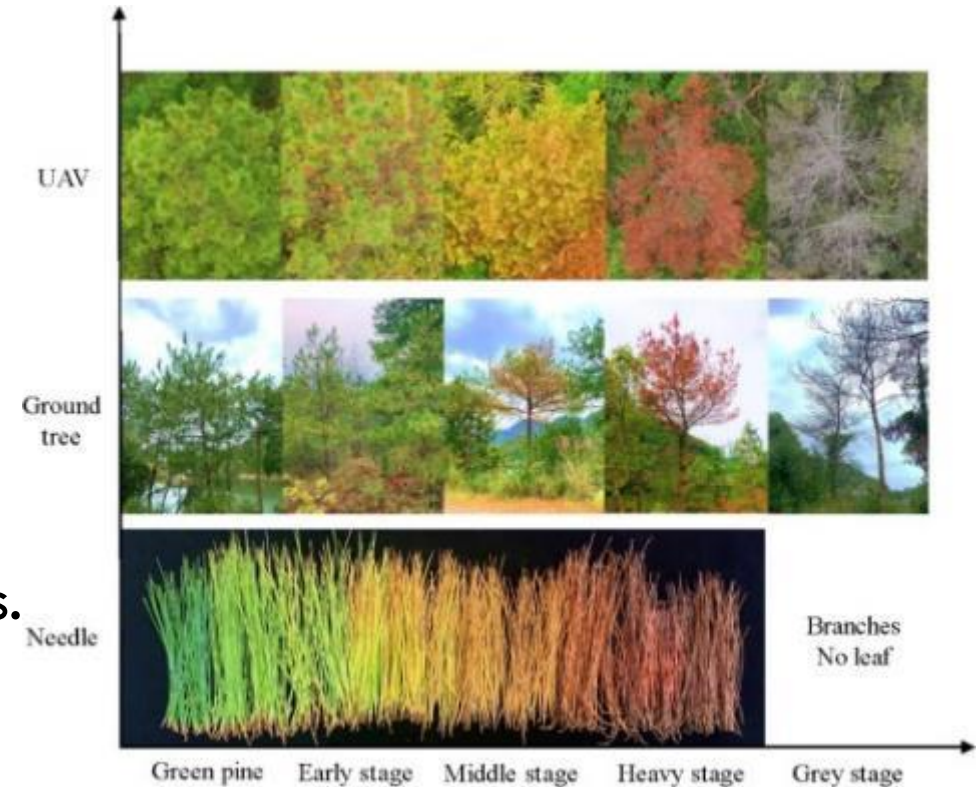 UAV
Ground
tree
s.
Needle
Branches
No leaf
Green pine Early stage Middle stage Heavy stage Grey stage